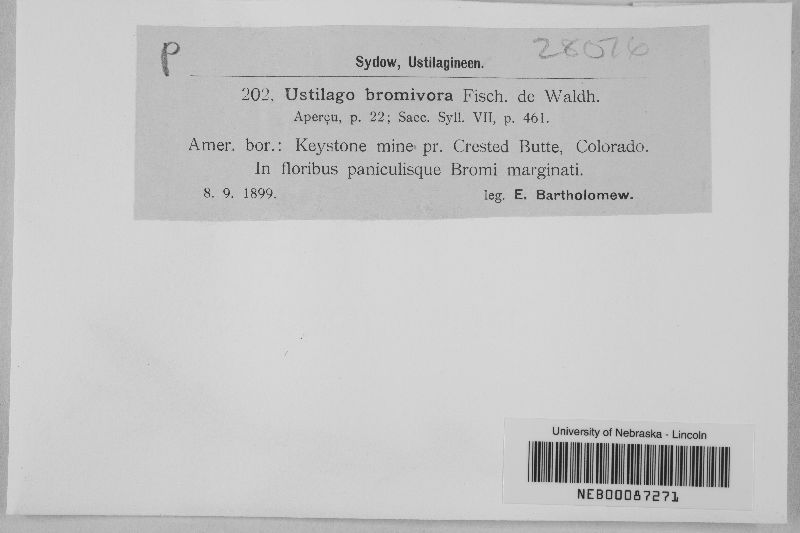 P
28076
Sydow, Ustilagineen.
202. Ustilago bromivora Fisch. de Waldh.
Aperçu, p. 22; Sacc. Syll. VII, p. 461.
Amer. bor.: Keystone mine pr. Crested Butte, Colorado.
In floribus paniculisque Bromi marginati.
8. 9. 1899. leg. E. Bartholomew.
University of Nebraska - Lincoln
NEB00087271